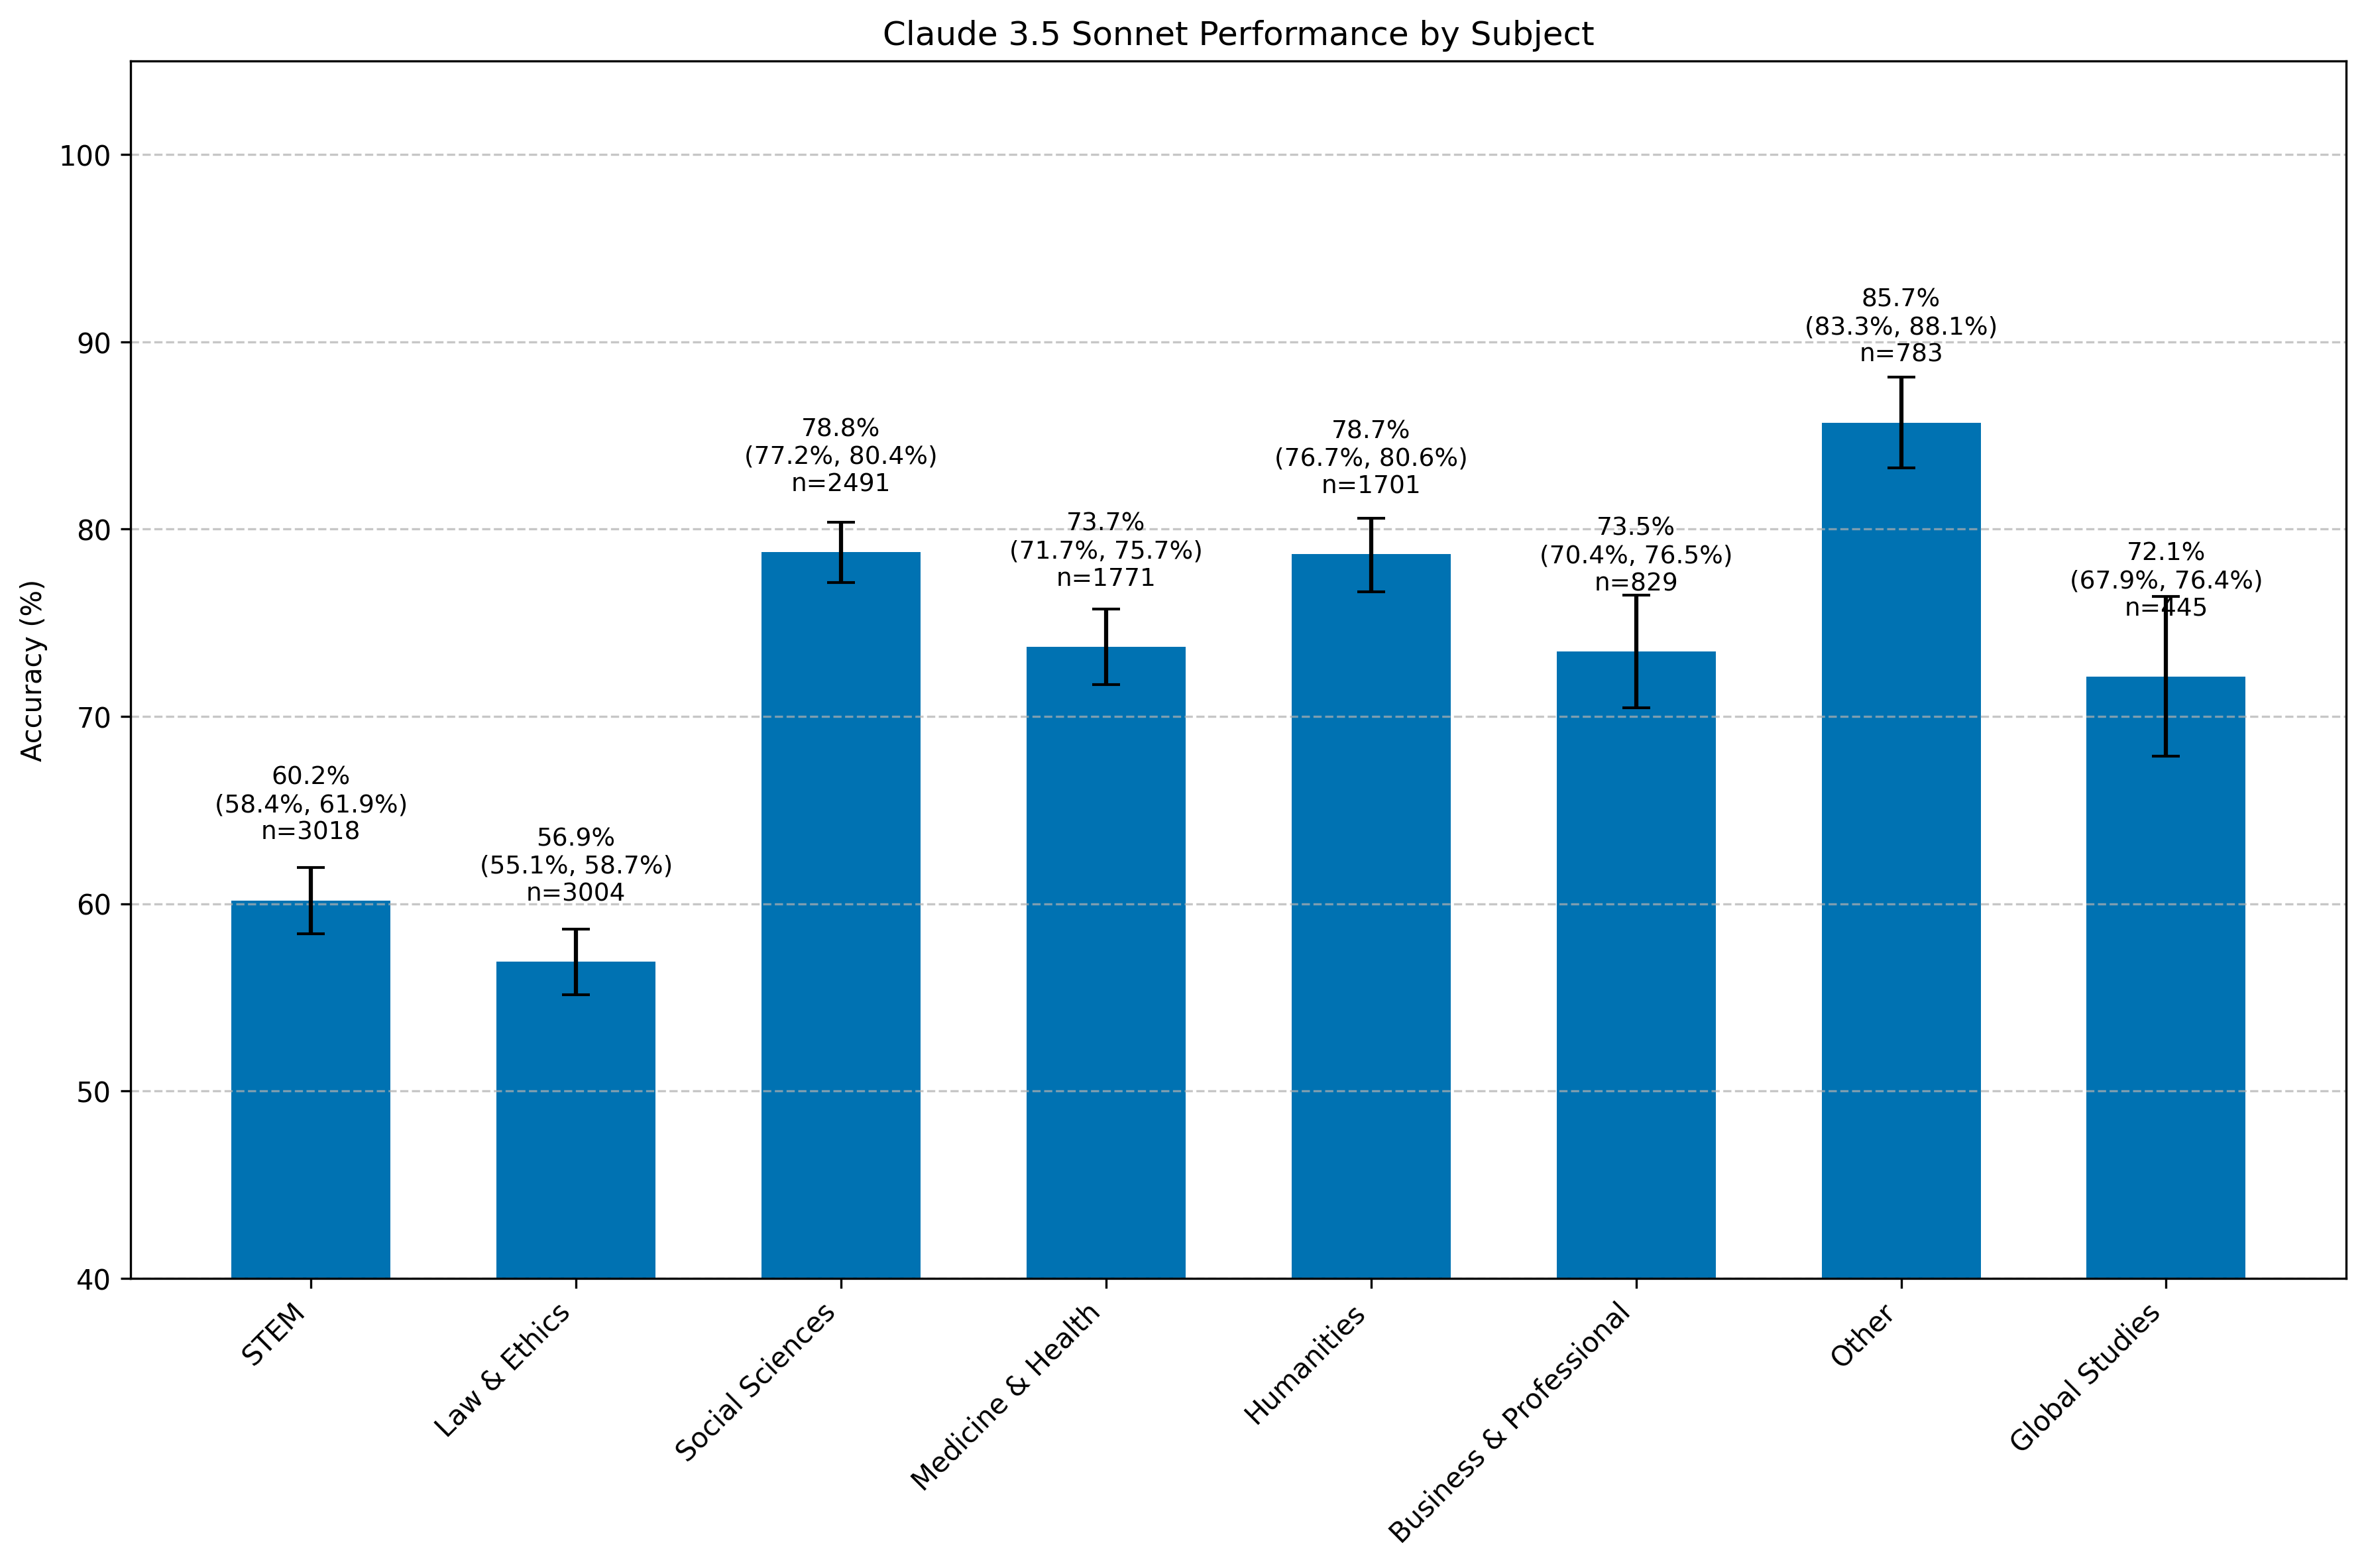 Claude 3.5 Sonnet Performance by Subject
Accuracy (%)
100
90
80
70
60
50
40
60.2%
(58.4%, 61.9%)
n=3018
56.9%
(55.1%, 58.7%)
n=3004
78.8%
(77.2%, 80.4%)
n=2491
73.7%
(71.7%, 75.7%)
n=1771
78.7%
(76.7%, 80.6%)
n=1701
73.5%
(70.4%, 76.5%)
n=829
85.7%
(83.3%, 88.1%)
n=783
72.1%
(67.9%, 76.4%)
n=445
STEM
Law & Ethics
Social Sciences
Medicine & Health
Humanities
Business & Professional
Other
Global Studies